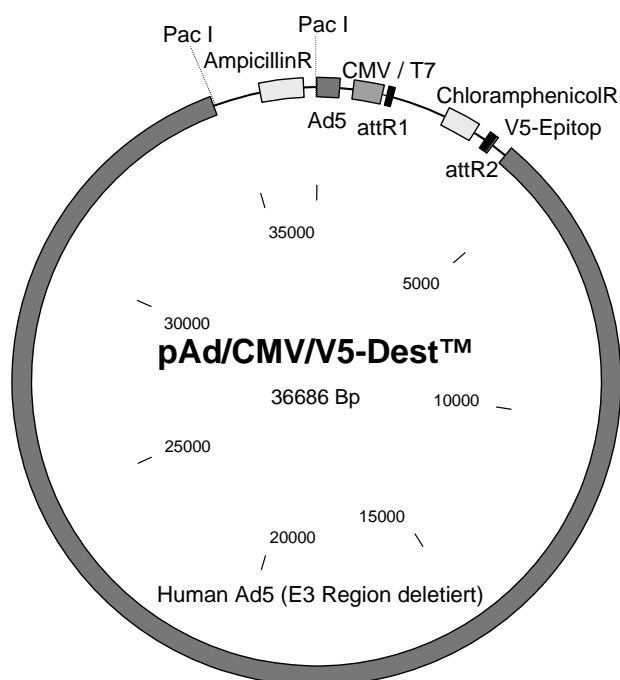 Pac I
Pac I
AmpicillinR
CMV / T7
ChloramphenicolR
Ad5
attR1
V5-Epitop
attR2
35000
5000
30000
pAd/CMV/V5-Dest™
36686 Bp
10000
25000
15000
20000
Human Ad5 (E3 Region deletiert)